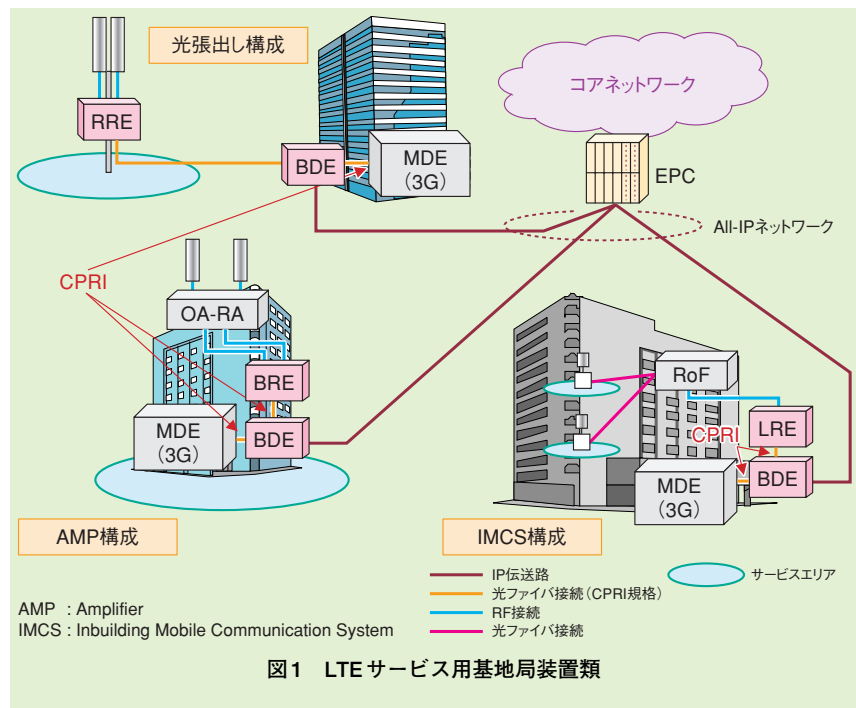 光張出し構成
コアネットワーク
RRE
BDE
MDE
(3G)
EPC
All-IPネットワーク
CPRI
OA-RA
BRE
MDE
(3G)
BDE
RoF
LRE
CPRI
MDE
(3G)
BDE
AMP構成
IMCS構成
IP伝送路
光ファイバ接続(CPRI規格)
RF接続
光ファイバ接続
サービスエリア
AMP : Amplifier
IMCS : Inbuilding Mobile Communication System
図1 LTEサービス用基地局装置類